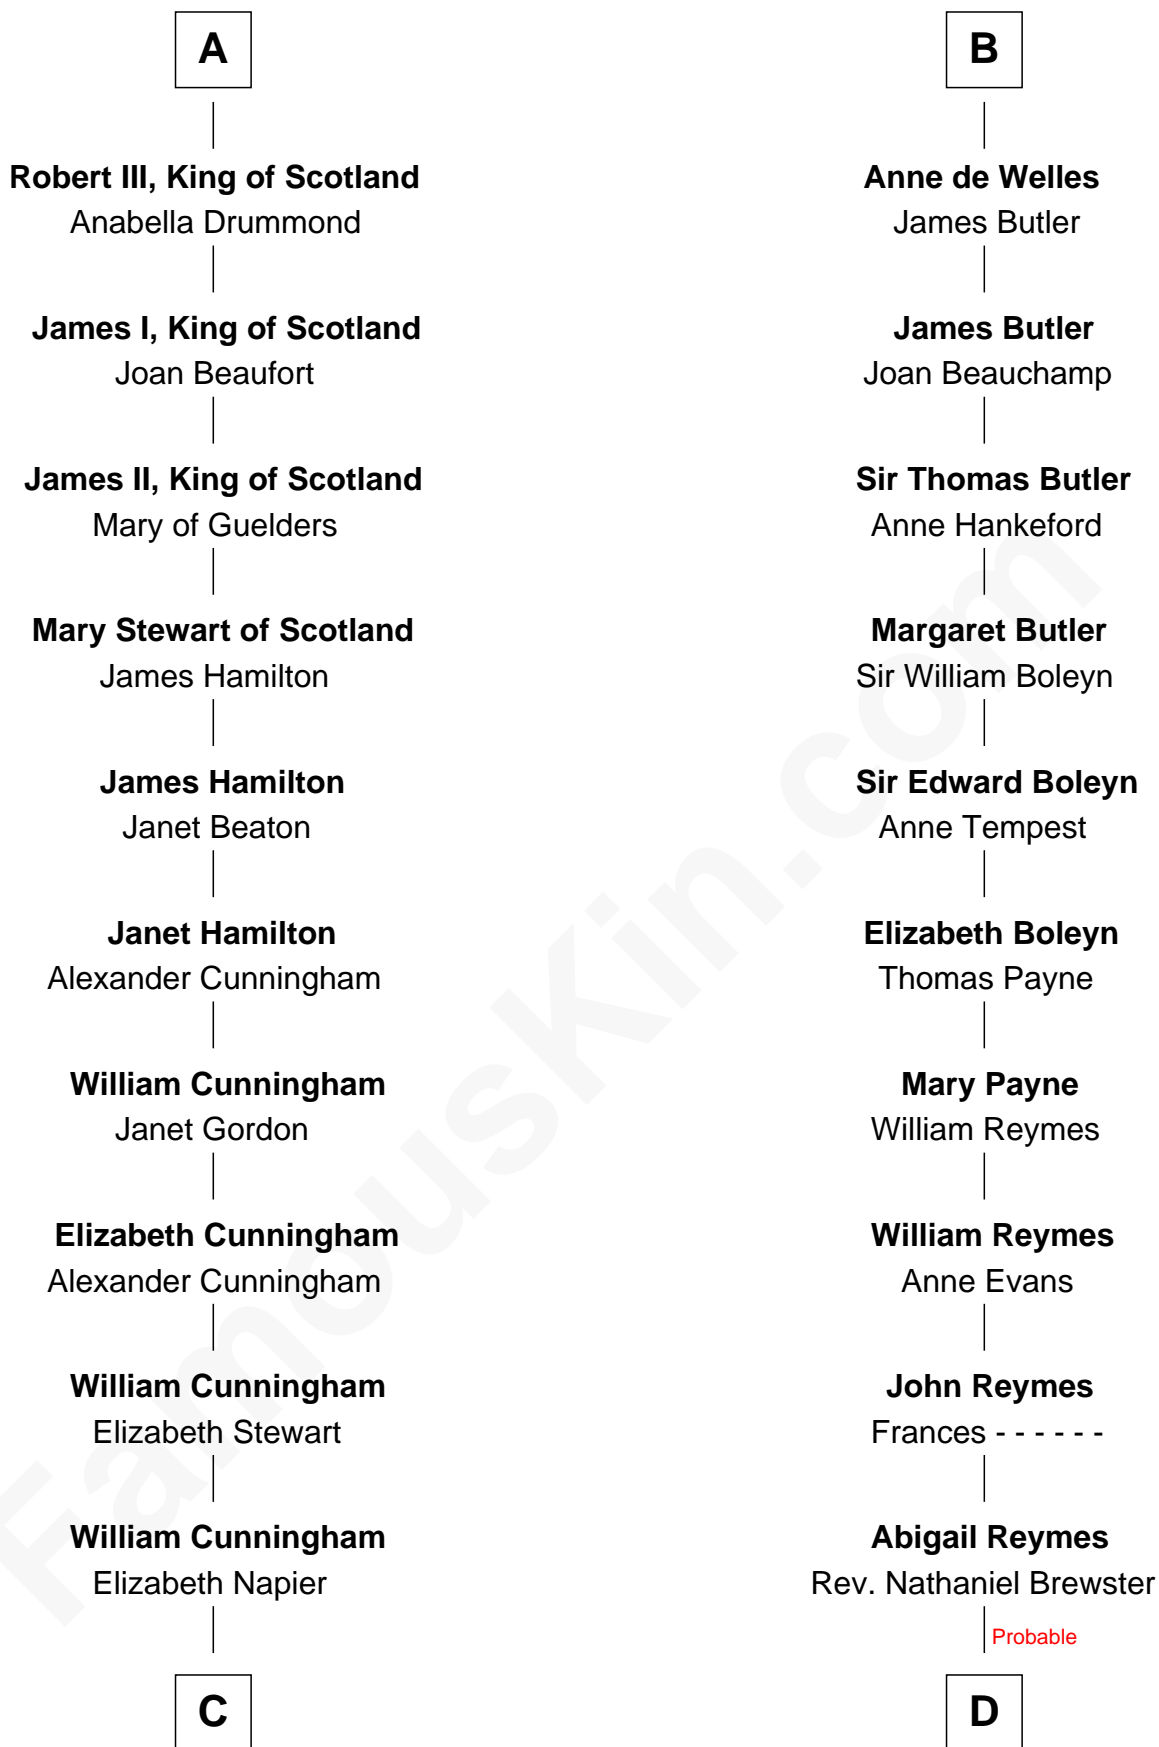 A
Robert III, King of Scotland
Anabella Drummond
James I, King of Scotland
Joan Beaufort
James II, King of Scotland
Mary of Guelders
Mary Stewart of Scotland
James Hamilton
James Hamilton
Janet Beaton
Janet Hamilton
Alexander Cunningham
William Cunningham
Janet Gordon
Elizabeth Cunningham
Alexander Cunningham
William Cunningham
Elizabeth Stewart
William Cunningham
Elizabeth Napier
C
B
Anne de Welles
James Butler
James Butler
Joan Beauchamp
Sir Thomas Butler
Anne Hankeford
Margaret Butler
Sir William Boleyn
Sir Edward Boleyn
Anne Tempest
Elizabeth Boleyn
Thomas Payne
Mary Payne
William Reymes
William Reymes
Anne Evans
John Reymes
Frances - - - - - -
Abigail Reymes
Rev. Nathaniel Brewster
Probable
D
FamousKin.com